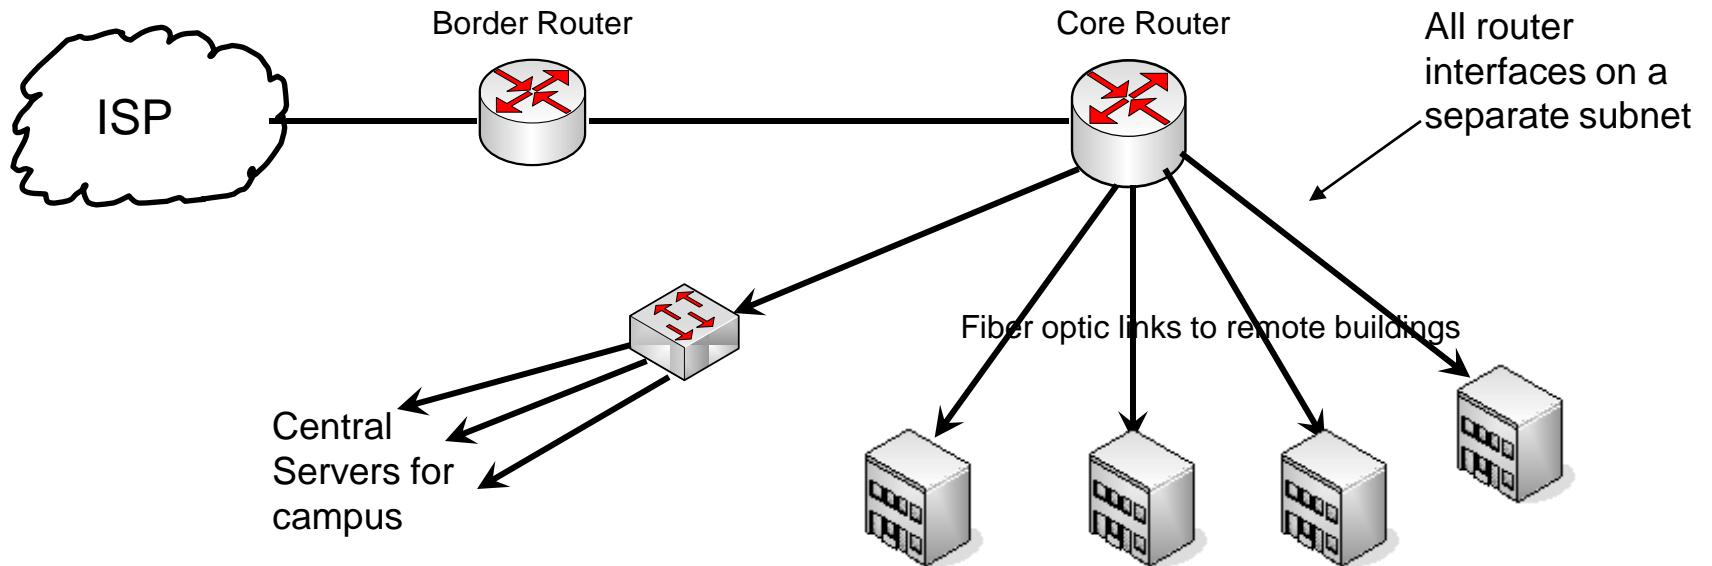 Border Router
Core Router
All router
interfaces on a
separate subnet
ISP
Fiber optic links to remote buildings
Central
Servers for
campus